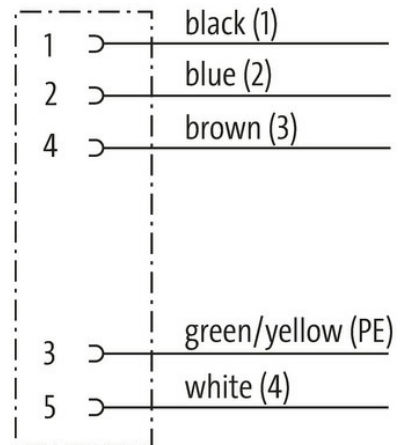 1 black (1)
2 blue (2)
4 brown (3)
3 green/yellow (PE)
5 white (4)